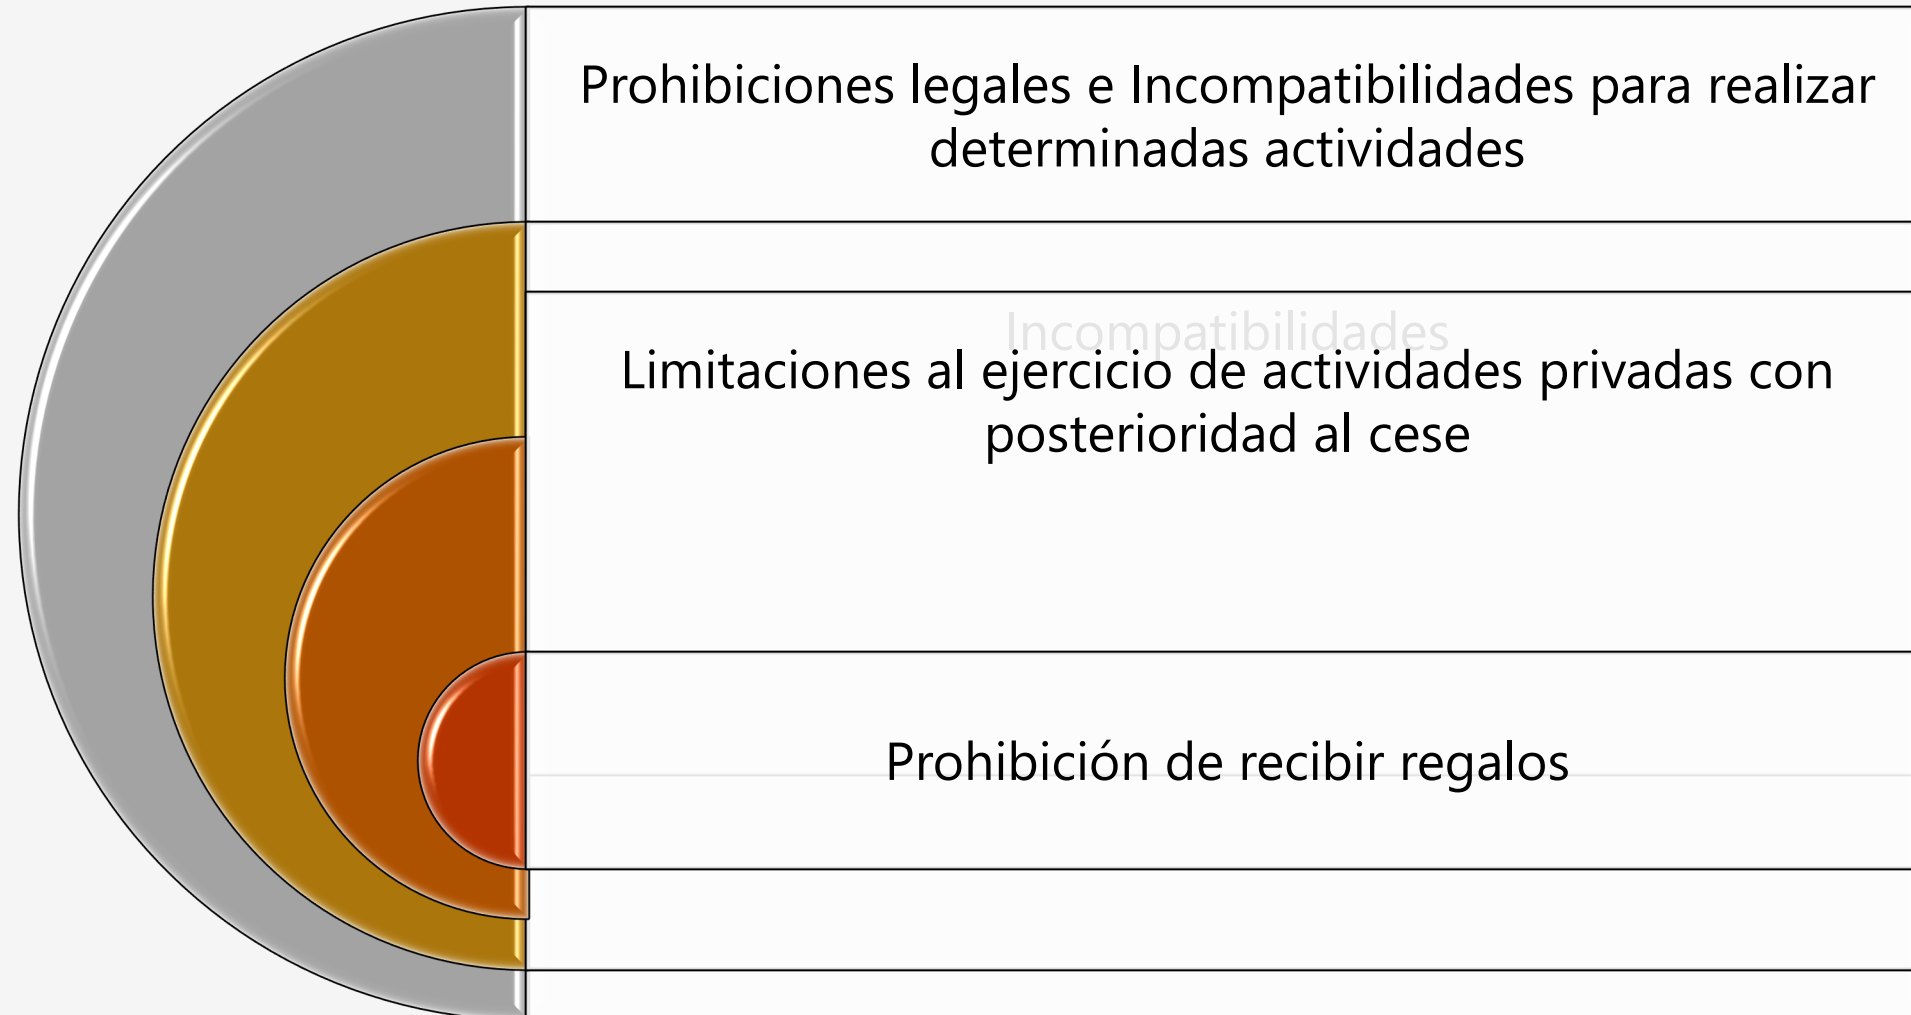 Prohibiciones legales e Incompatibilidades para realizar
determinadas actividades
Incompatibilidades
Limitaciones al ejercicio de actividades privadas con
posterioridad al cese
Prohibición de recibir regalos